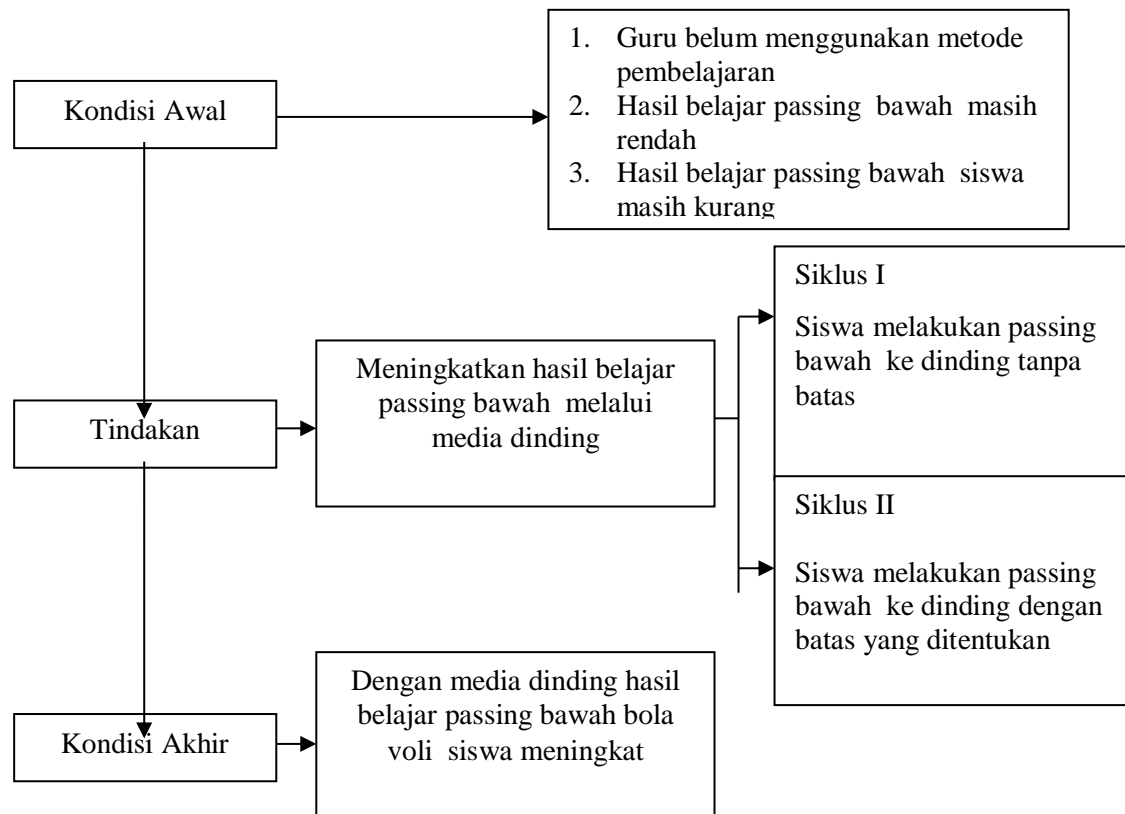 Kondisi Awal
1. Guru belum menggunakan metode
pembelajaran
2. Hasil belajar passing bawah masih
rendah
3. Hasil belajar passing bawah siswa
masih kurang
Tindakan
Meningkatkan hasil belajar
passing bawah melalui
media dinding
Siklus I
Siswa melakukan passing
bawah ke dinding tanpa
batas
Siklus II
Siswa melakukan passing
bawah ke dinding dengan
batas yang ditentukan
Kondisi Akhir
Dengan media dinding hasil
belajar passing bawah bola
voli siswa meningkat